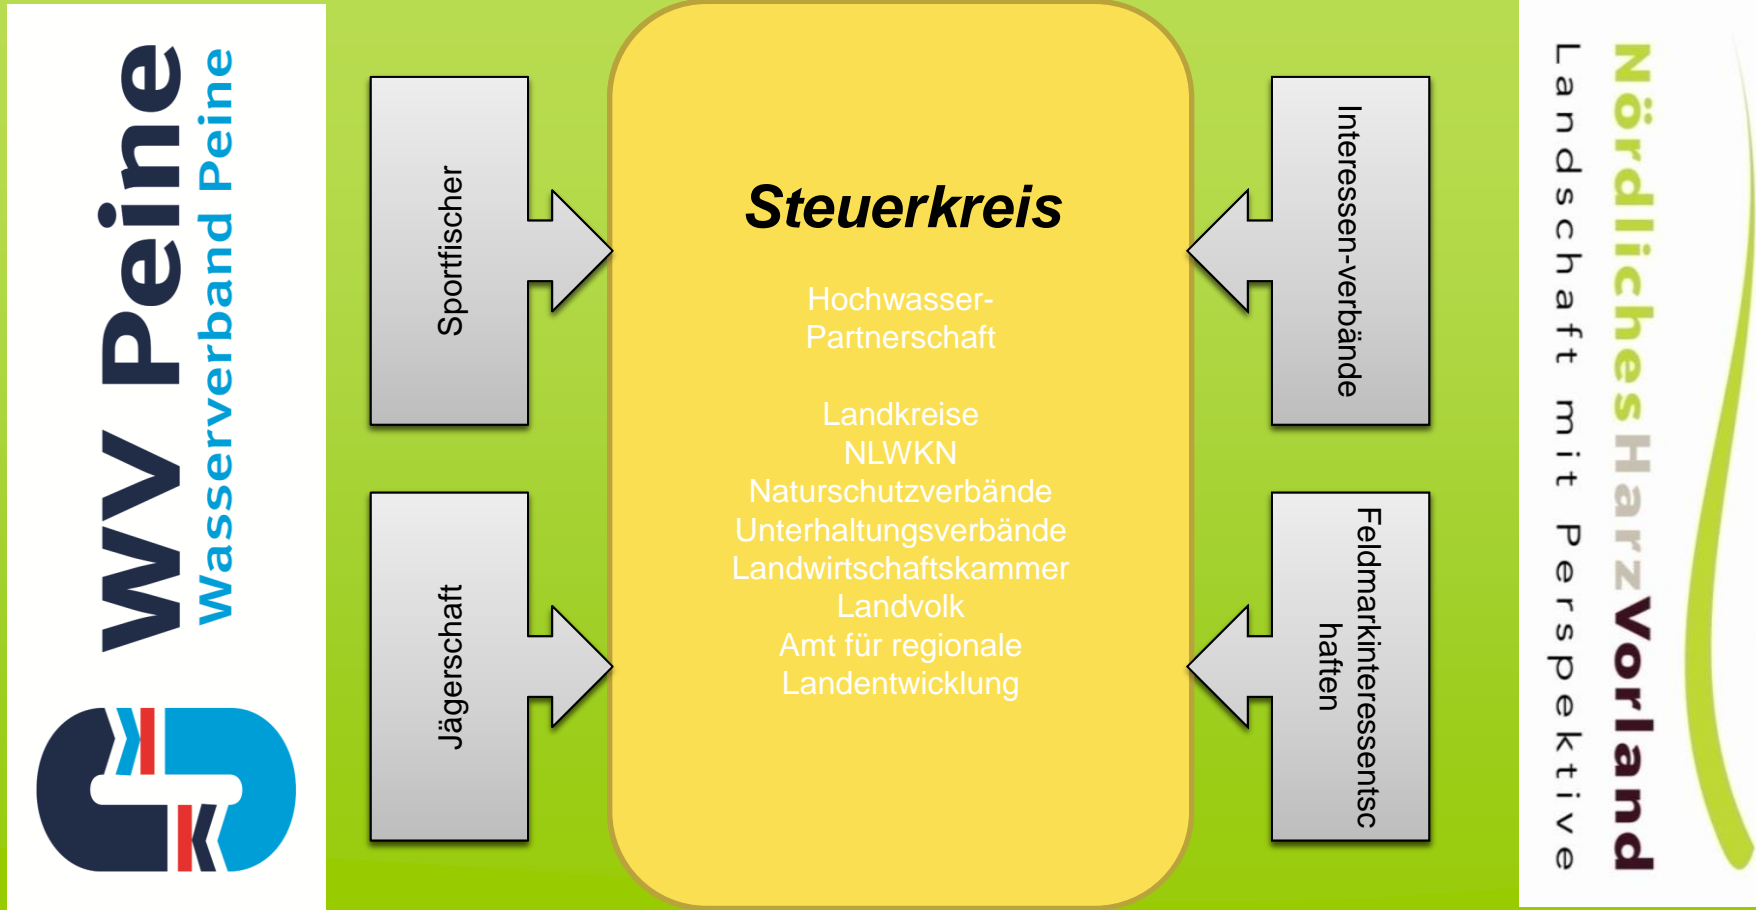 WV Peine
Wasserverband Peine
Sportfischer
Jägerschaft
Steuerkreis
Hochwasser-
Partnerschaft
Landkreise
NLWKN
Naturschutzverbände
Unterhaltungsverbände
Landwirtschaftskammer
Landvolk
Amt für regionale
Landentwicklung
Interessen-verbände
Feldmarkinteressentsc
haften
NördlichesHarzVorland
Landschaft mit Perspektive